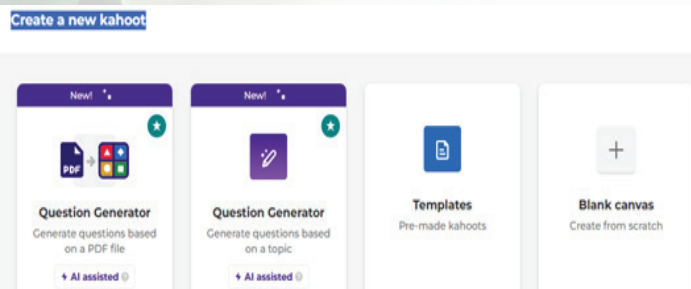 Create a new kahoot
New!
New!
PDF
Question Generator
Generate questions based
on a PDF file
AI assisted
Question Generator
Generate questions based
on a topic
AI assisted
Templates
Pre-made kahoots
Blank canvas
Create from scratch